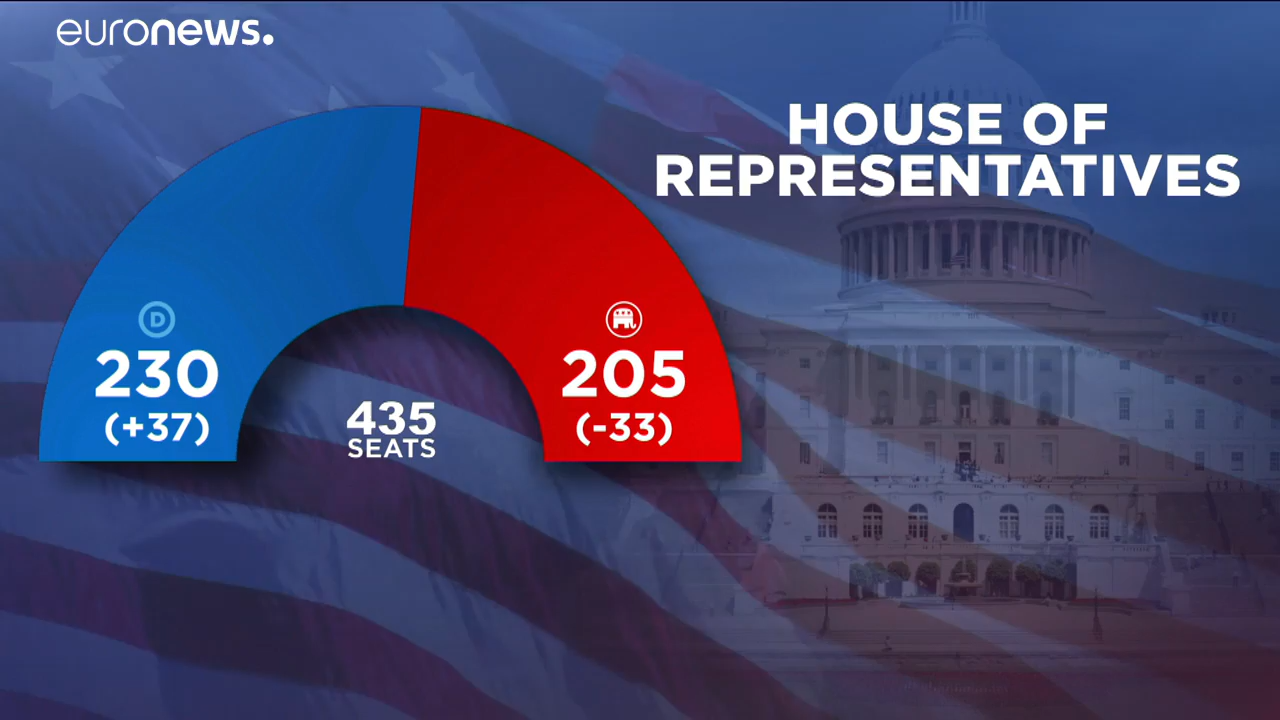 euronews.
HOUSE OF
REPRESENTATIVES
D
230
(+37)
205
(-33)
435
SEATS